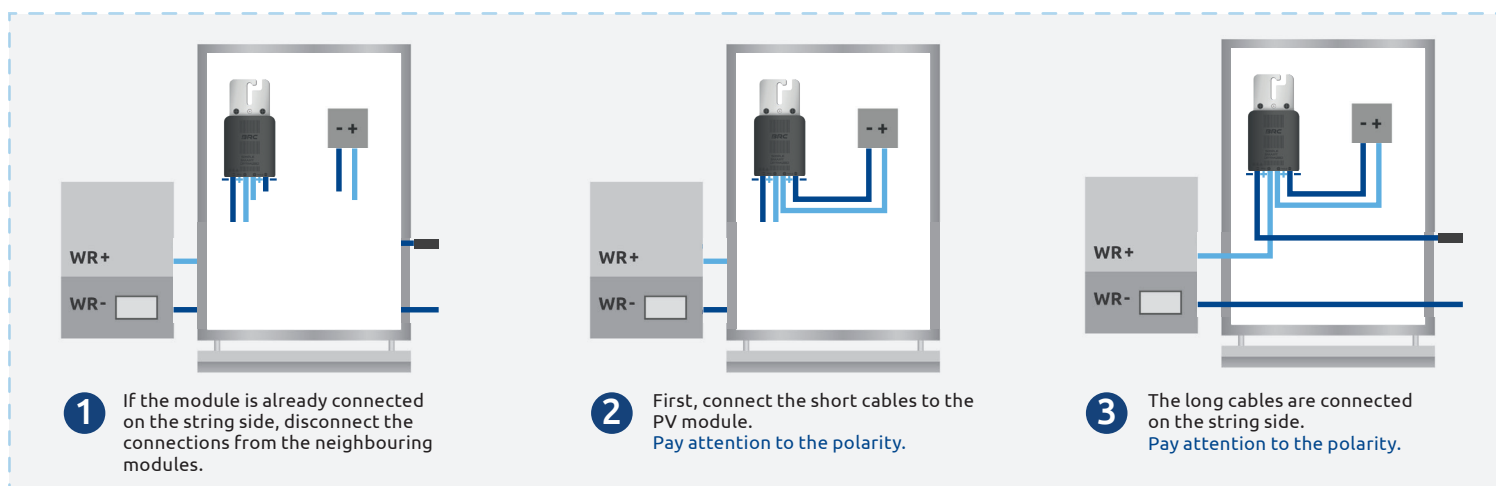 - +
WR+
WR-
- + + -
1
If the module is already connected
on the string side, disconnect the
connections from the neighbouring
modules.
- +
WR+
WR-
- + + -
2
First, connect the short cables to the
PV module.
Pay attention to the polarity.
- +
WR+
WR-
- + + -
3
The long cables are connected
on the string side.
Pay attention to the polarity.